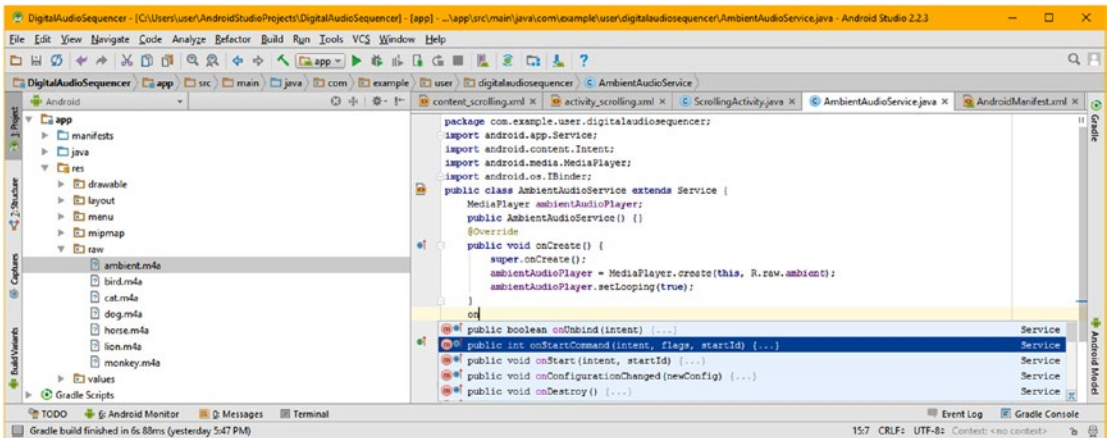 DigitalAudioSequencer - [C:\Users\user\AndroidStudioProjects\DigitalAudioSequencer] - [app] - ...\app\src\main\java\com\example\user\digitalaudiosequencer\AmbientAudioService.java - Android Studio 2.2.3
File Edit View Navigate Code Analyze Refactor Build Run Tools VCS Window Help
app
DigitalAudioSequencer app src main java com example user digitalaudiosequencer AmbientAudioService
Android
content_scrolling.xml activity_scrolling.xml ScrollingActivity.java AmbientAudioService.java AndroidManifest.xml
1: Project
2: Structure
Captures
Build Variants
app
manifests
java
res
drawable
layout
menu
mipmap
raw
ambient.m4a
bird.m4a
cat.m4a
dog.m4a
horse.m4a
lion.m4a
monkey.m4a
values
Gradle Scripts
package com.example.user.digitalaudiosequencer;
import android.app.Service;
import android.content.Intent;
import android.media.MediaPlayer;
import android.os.IBinder;
public class AmbientAudioService extends Service {
MediaPlayer ambientAudioPlayer;
public AmbientAudioService() {}
@Override
public void onCreate() {
super.onCreate();
ambientAudioPlayer = MediaPlayer.create(this, R.raw.ambient);
ambientAudioPlayer.setLooping(true);
}
on
public boolean onUnbind(intent) {...} Service
public int onStartCommand(intent, flags, startId) {...} Service
public void onStart(intent, startId) {...} Service
public void onConfigurationChanged(newConfig) {...} Service
public void onDestroy() {...} Service
Gradle
Android Model
TODO 6: Android Monitor 0: Messages Terminal Event Log Gradle Console
Gradle build finished in 6s 88ms (yesterday 5:47 PM) 15:7 CRLF÷ UTF-8÷ Context: <no context>